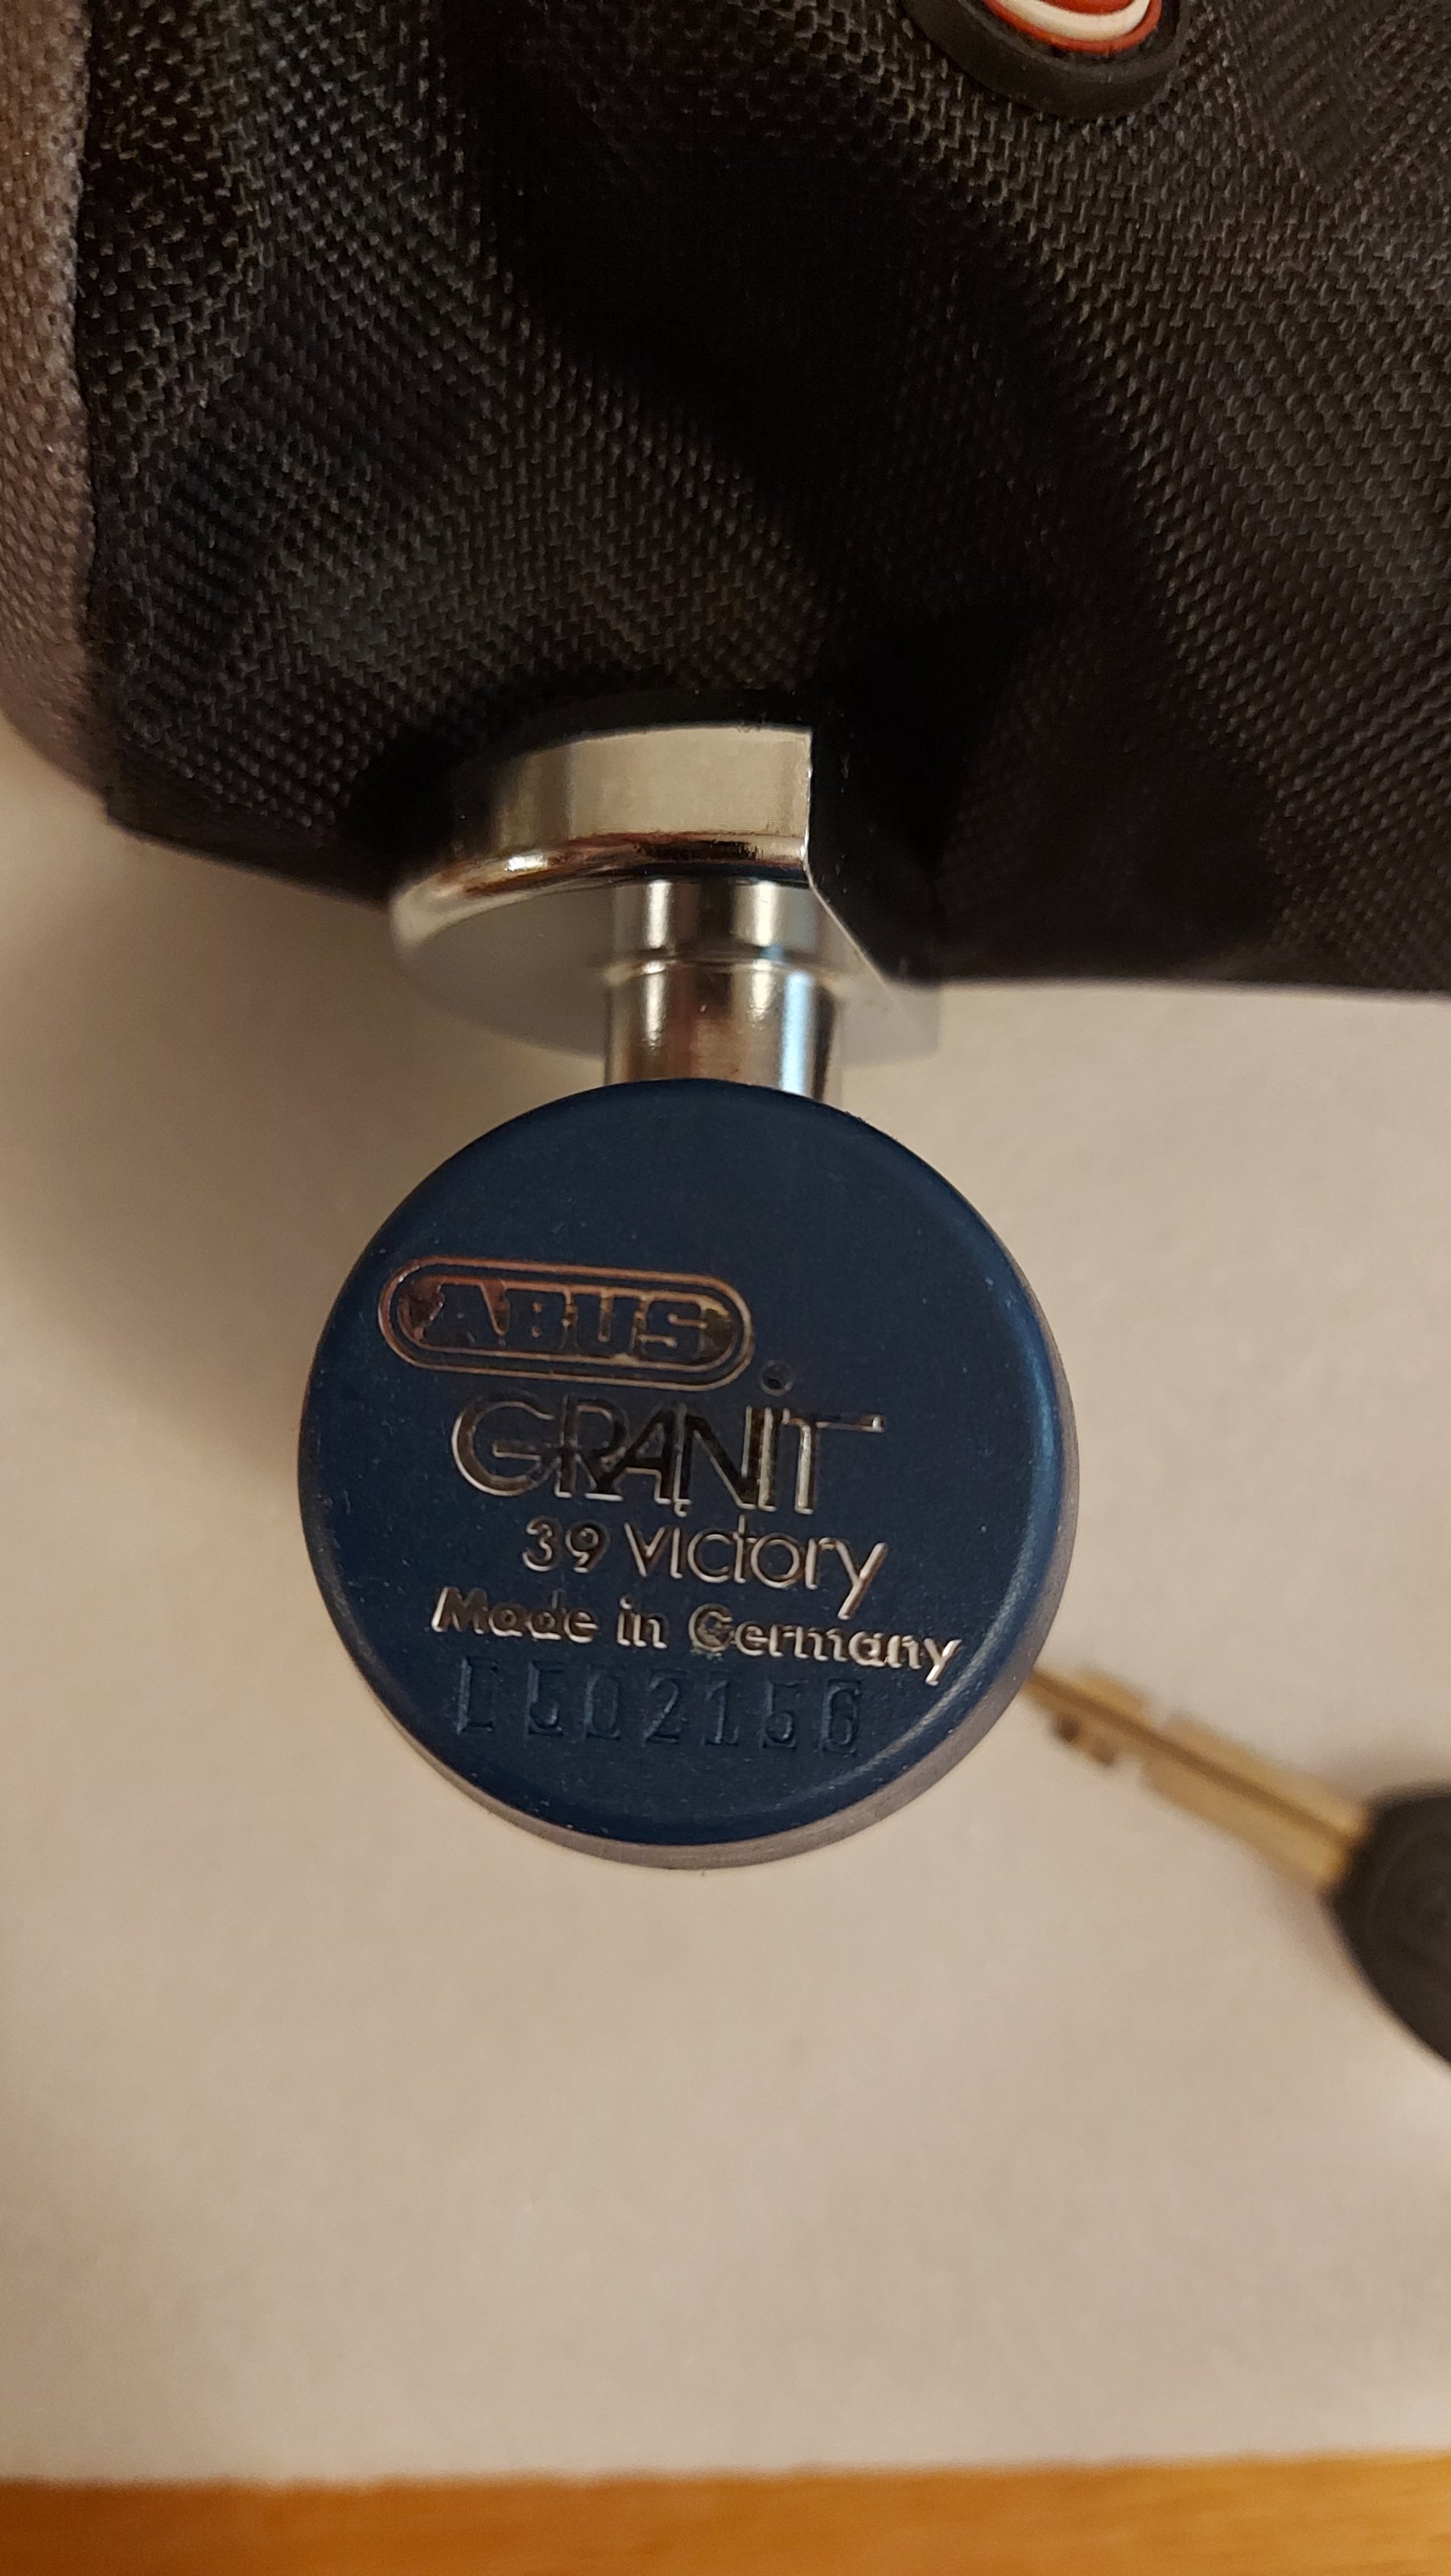 ABUS
GRANIT
39 Victory
Made in Germany